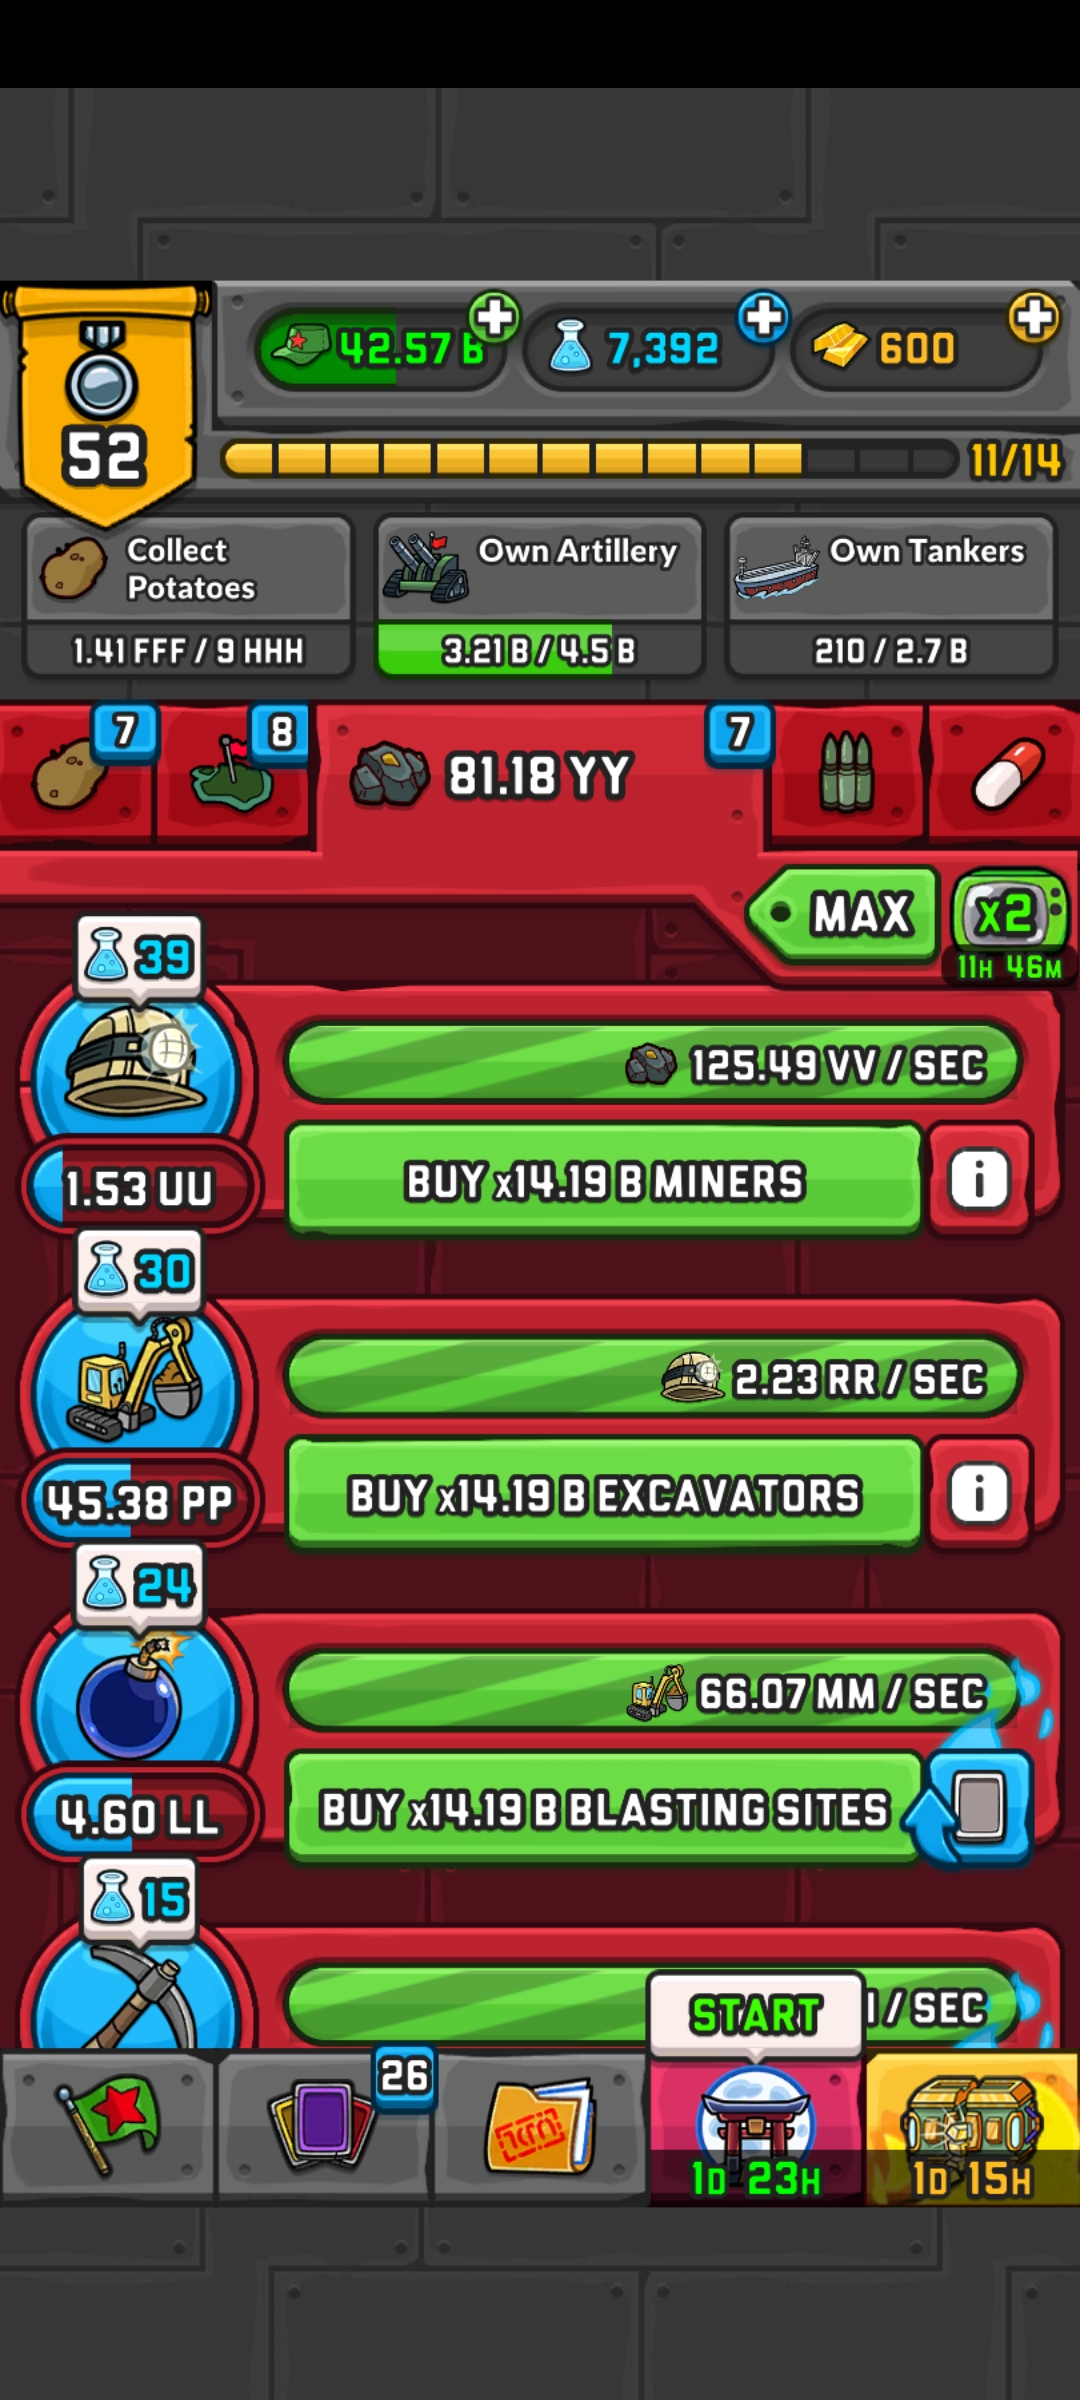 42.57 B
7,392
600
52
11/14
Collect
Potatoes
1.41 FFF / 9 HHH
Own Artillery
3.21 B / 4.5 B
Own Tankers
210 / 2.7 B
7
8
81.18 YY
7
MAX
x2
11H 46M
39
125.49 VV / SEC
1.53 UU
BUY x14.19 B MINERS
i
30
2.23 RR / SEC
45.38 PP
BUY x14.19 B EXCAVATORS
i
24
66.07 MM / SEC
4.60 LL
BUY x14.19 B BLASTING SITES
15
/ SEC
START
26
1D 23H
1D 15H